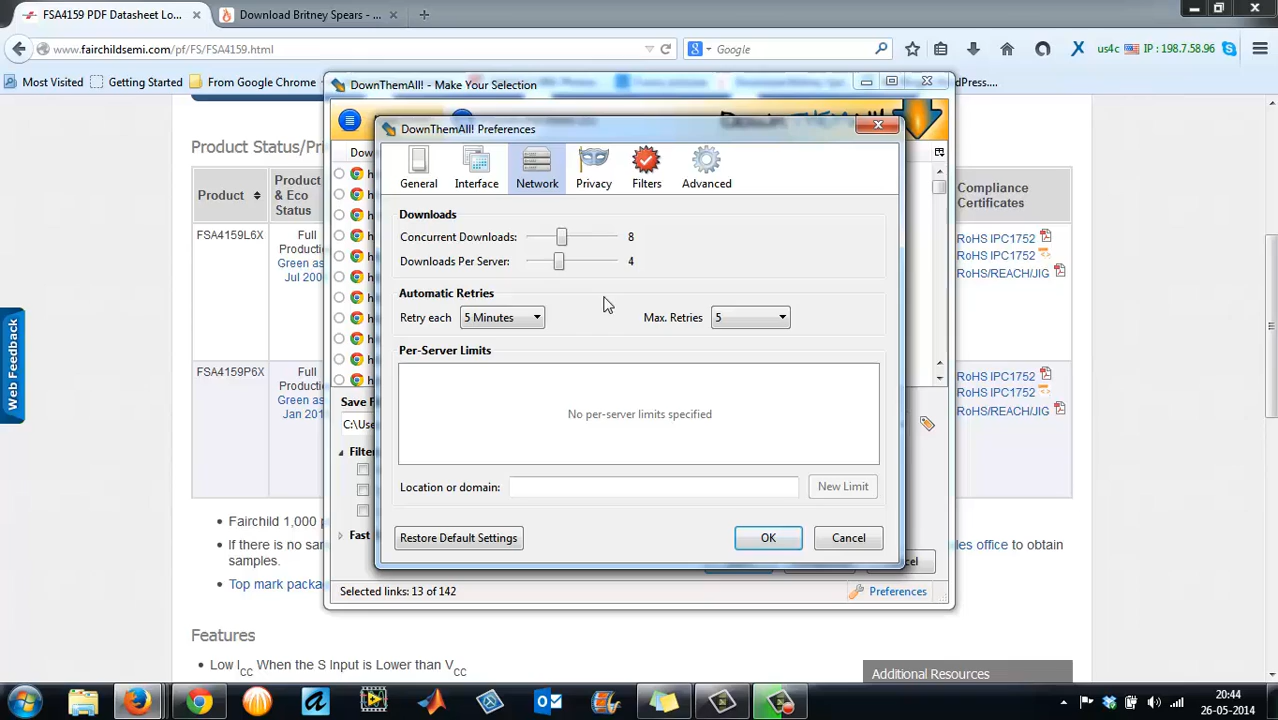 FSA4159 PDF Datasheet Lo...
Download Britney Spears - ...
www.fairchildsemi.com/pf/FS/FSA4159.html
Google
us4c
IP : 198.7.58.96
Most Visited
Getting Started
From Google Chrome
rdPress....
DownThemAll! - Make Your Selection
DownThemAll! Preferences
General
Interface
Network
Privacy
Filters
Advanced
Downloads
Concurrent Downloads:
8
Downloads Per Server:
4
Automatic Retries
Retry each
5 Minutes
Max. Retries
5
Per-Server Limits
No per-server limits specified
Location or domain:
New Limit
Restore Default Settings
OK
Cancel
Dow
Save F
C:\Use
Filter
Fast
cel
Selected links: 13 of 142
Preferences
Product Status/Pr
Product
Product
& Eco
Status
Compliance
Certificates
FSA4159L6X
Full
Production
Green as
Jul 200
RoHS IPC1752
RoHS IPC1752
RoHS/REACH/JIG
FSA4159P6X
Full
Production
Green as
Jan 201
RoHS IPC1752
RoHS IPC1752
RoHS/REACH/JIG
Web Feedback
Fairchild 1,000 p
If there is no sar
les office to obtain
samples.
Top mark packa
Features
Low ICC When the S Input is Lower than VCC
Additional Resources
20:44
26-05-2014